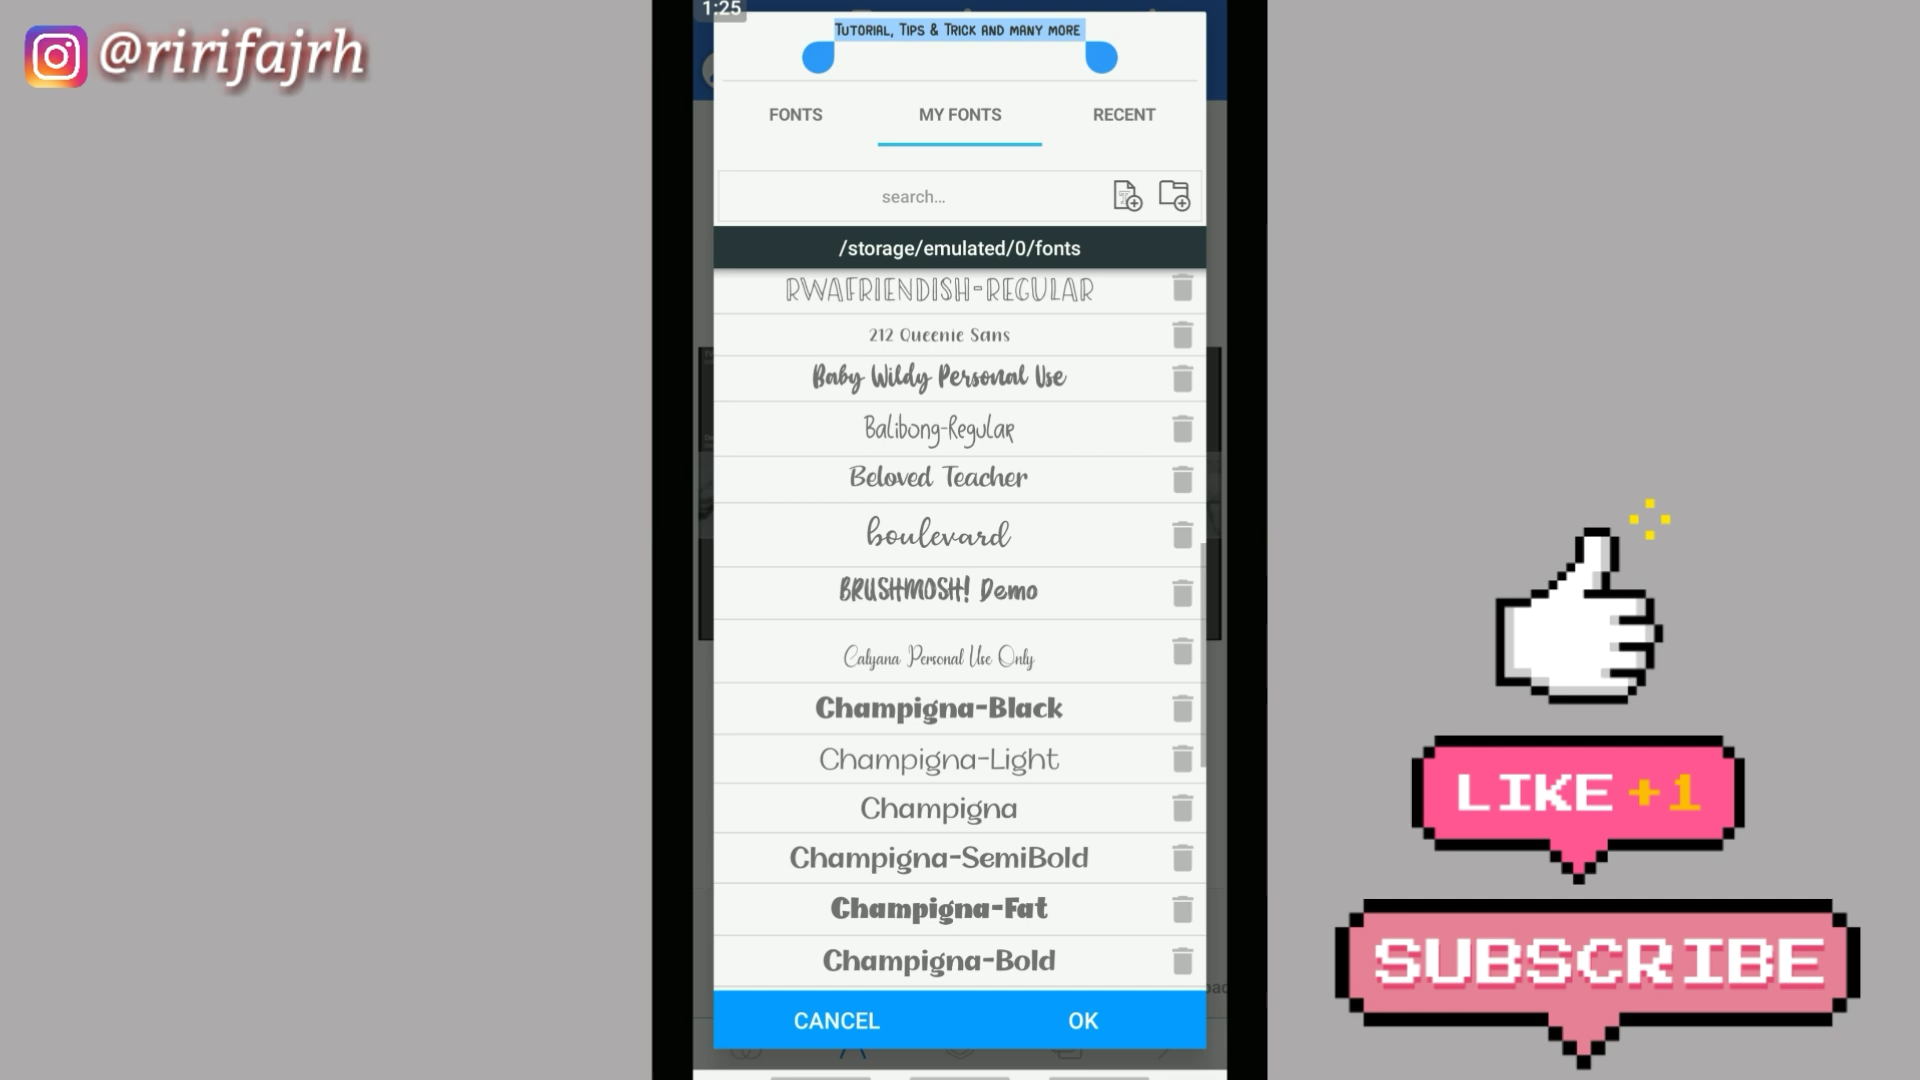 @ririfajrh
1:25
Tutorial, Tips & Trick and many more
FONTS
MY FONTS
RECENT
search...
/storage/emulated/0/fonts
RWAFRIENDISH-REGULAR
212 Queenie Sans
Baby Wildy Personal Use
Balibong-Regular
Beloved Teacher
boulevard
BRUSHMOSH! Demo
Calyana Personal Use Only
Champigna-Black
Champigna-Light
Champigna
Champigna-SemiBold
Champigna-Fat
Champigna-Bold
CANCEL
OK
LIKE +1
SUBSCRIBE